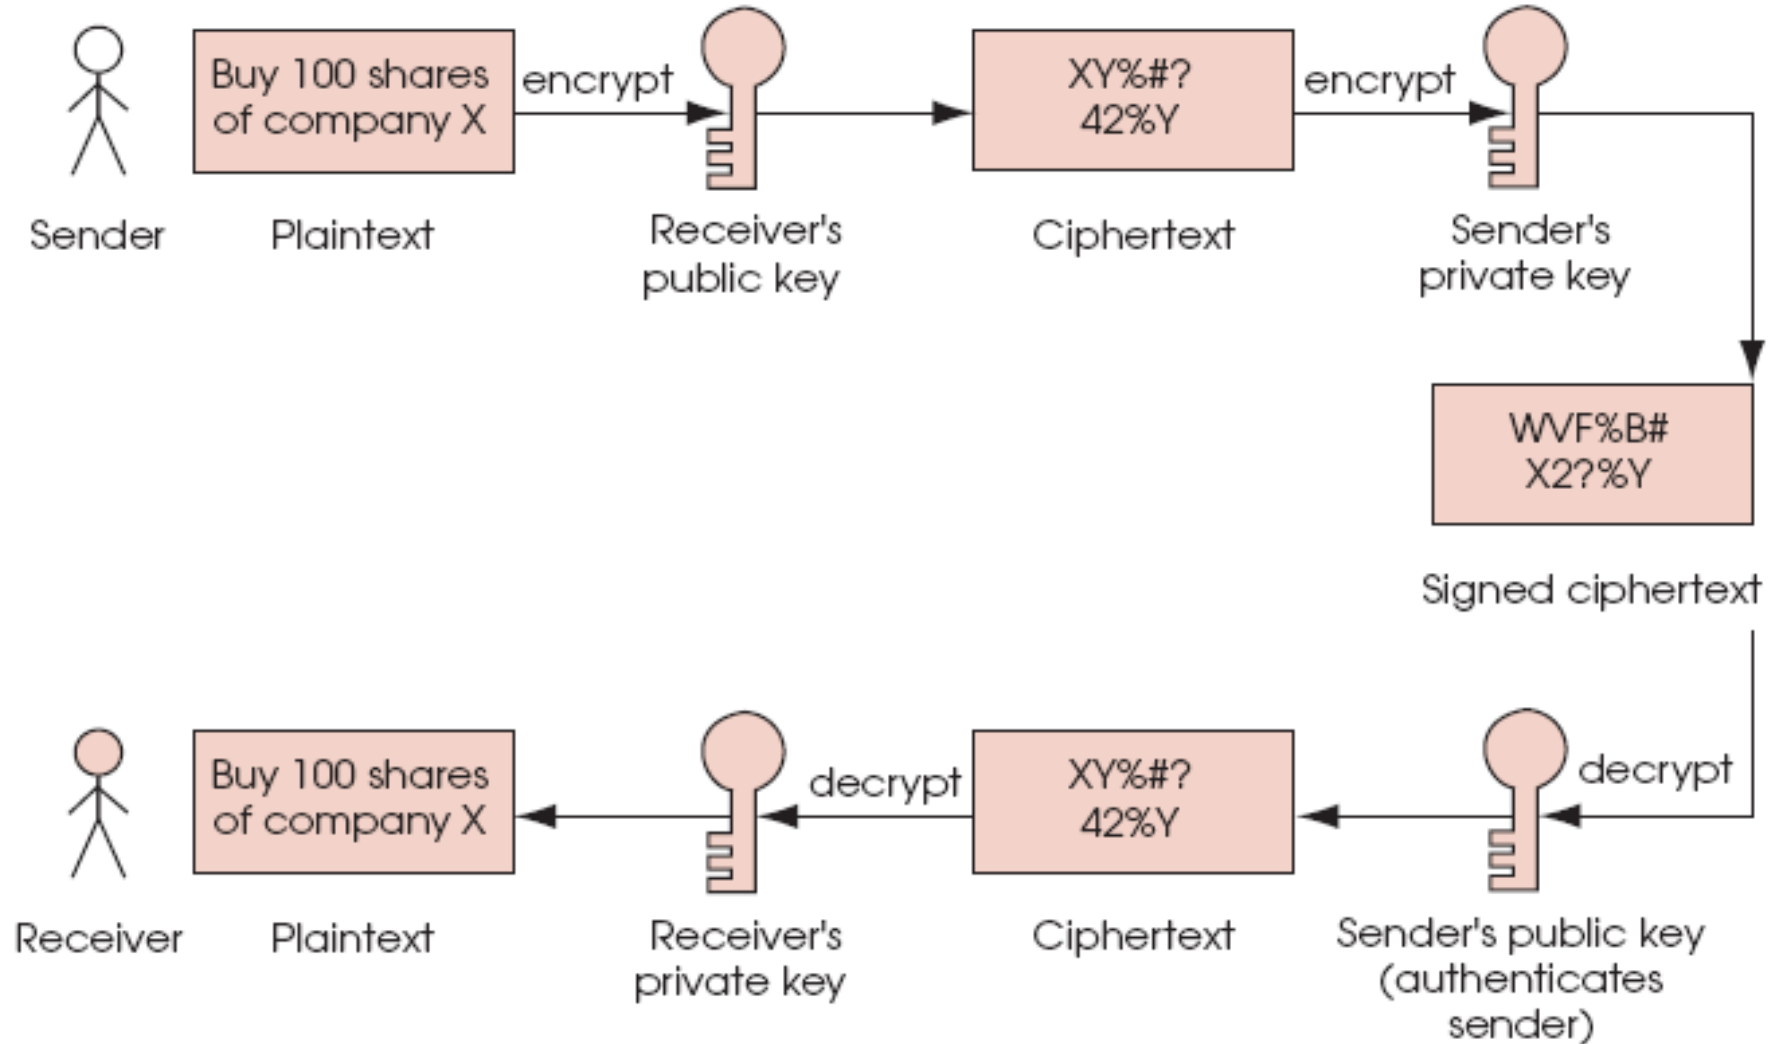 Buy 100 shares
of company X
encrypt
XY%#?
42%Y
encrypt
Sender
Plaintext
Receiver's
public key
Ciphertext
Sender's
private key
WVF%B#
X2?%Y
Signed ciphertext
Buy 100 shares
of company X
decrypt
XY%#?
42%Y
decrypt
Receiver
Plaintext
Receiver's
private key
Ciphertext
Sender's public key
(authenticates
sender)